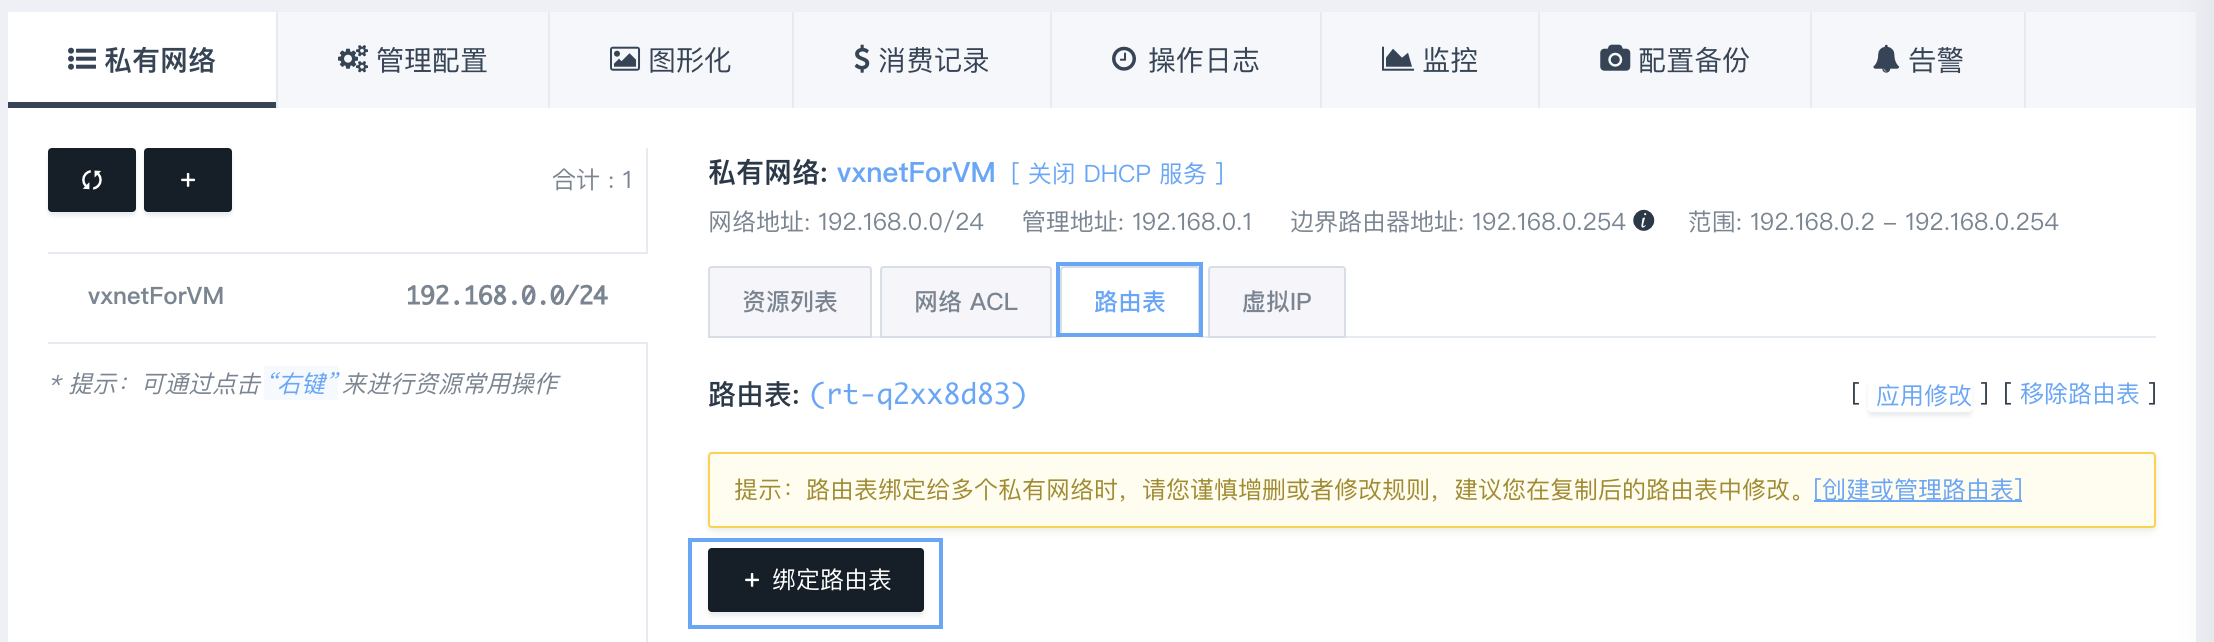 私有网络 管理配置 图形化 消费记录 操作日志 监控 配置备份 告警
合计：1
vxnetForVM 192.168.0.0/24
* 提示：可通过点击“右键”来进行资源常用操作
私有网络: vxnetForVM [ 关闭 DHCP 服务 ]
网络地址: 192.168.0.0/24 管理地址: 192.168.0.1 边界路由器地址: 192.168.0.254 范围: 192.168.0.2 – 192.168.0.254
资源列表 网络 ACL 路由表 虚拟IP
路由表: (rt-q2xx8d83) [ 应用修改 ] [ 移除路由表 ]
提示：路由表绑定给多个私有网络时，请您谨慎增删或者修改规则，建议您在复制后的路由表中修改。[创建或管理路由表]
+ 绑定路由表